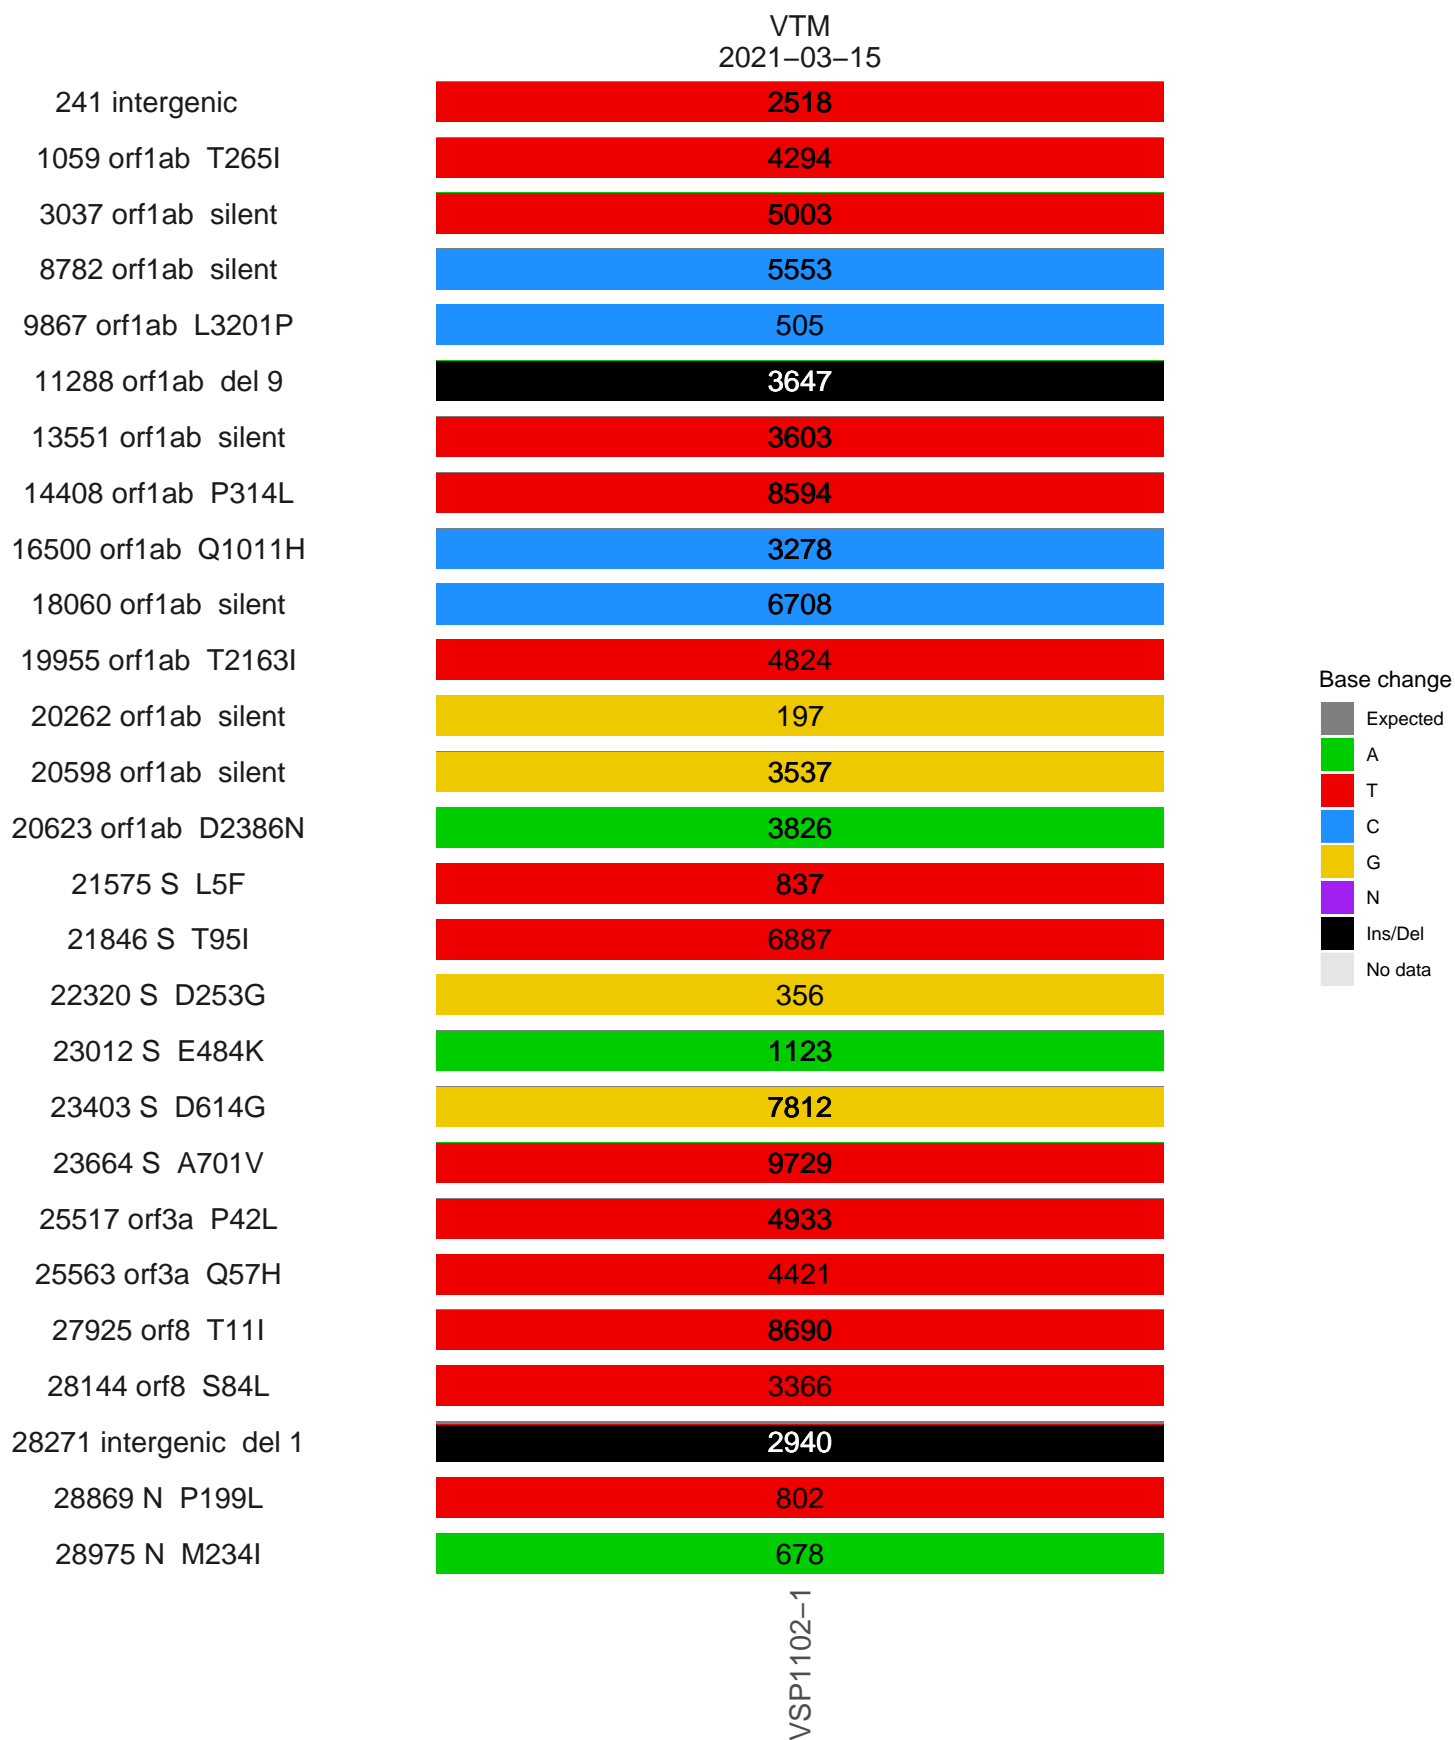 VTM
2021−03−15
241 intergenic 2518
1059 orf1ab T265I 4294
3037 orf1ab silent 5003
8782 orf1ab silent 5553
9867 orf1ab L3201P 505
11288 orf1ab del 9 3647
13551 orf1ab silent 3603
14408 orf1ab P314L 8594
16500 orf1ab Q1011H 3278
18060 orf1ab silent 6708
19955 orf1ab T2163I 4824
20262 orf1ab silent 197
20598 orf1ab silent 3537
20623 orf1ab D2386N 3826
21575 S L5F 837
21846 S T95I 6887
22320 S D253G 356
23012 S E484K 1123
23403 S D614G 7812
23664 S A701V 9729
25517 orf3a P42L 4933
25563 orf3a Q57H 4421
27925 orf8 T11I 8690
28144 orf8 S84L 3366
28271 intergenic del 1 2940
28869 N P199L 802
28975 N M234I 678
VSP1102−1
Base change
Expected
A
T
C
G
N
Ins/Del
No data